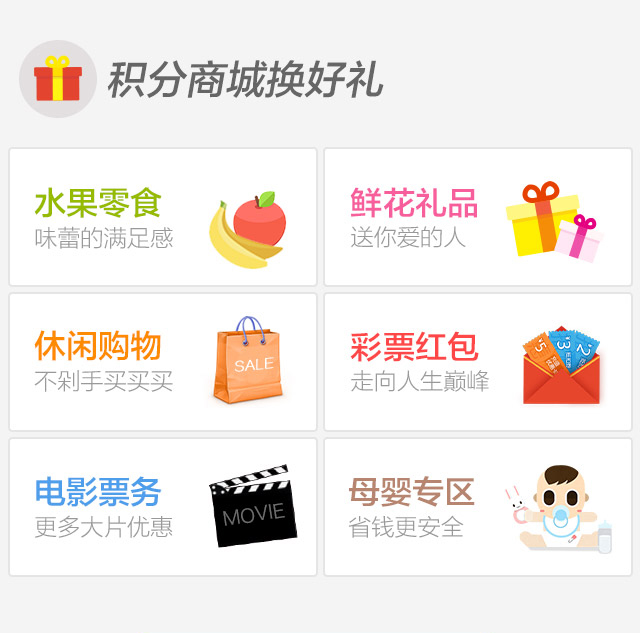 积分商城换好礼
水果零食
味蕾的满足感
鲜花礼品
送你爱的人
休闲购物
不剁手买买买
SALE
彩票红包
走向人生巅峰
5
3
2
电影票务
更多大片优惠
MOVIE
母婴专区
省钱更安全